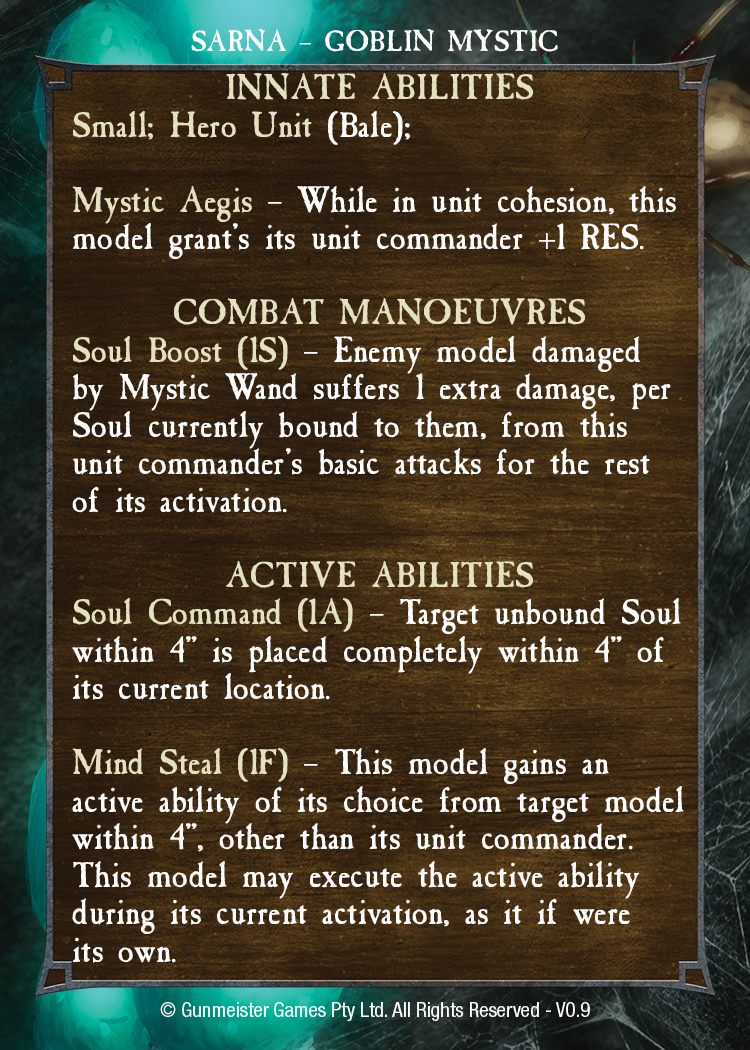 SARNA – GOBLIN MYSTIC
INNATE ABILITIES
Small; Hero Unit (Bale);
Mystic Aegis – While in unit cohesion, this
model grant's its unit commander +1 RES.
COMBAT MANOEUVRES
Soul Boost (1S) – Enemy model damaged
by Mystic Wand suffers 1 extra damage, per
Soul currently bound to them, from this
unit commander's basic attacks for the rest
of its activation.
ACTIVE ABILITIES
Soul Command (1A) – Target unbound Soul
within 4" is placed completely within 4" of
its current location.
Mind Steal (1F) – This model gains an
active ability of its choice from target model
within 4", other than its unit commander.
This model may execute the active ability
during its current activation, as it if were
its own.
© Gunmeister Games Pty Ltd. All Rights Reserved - V0.9